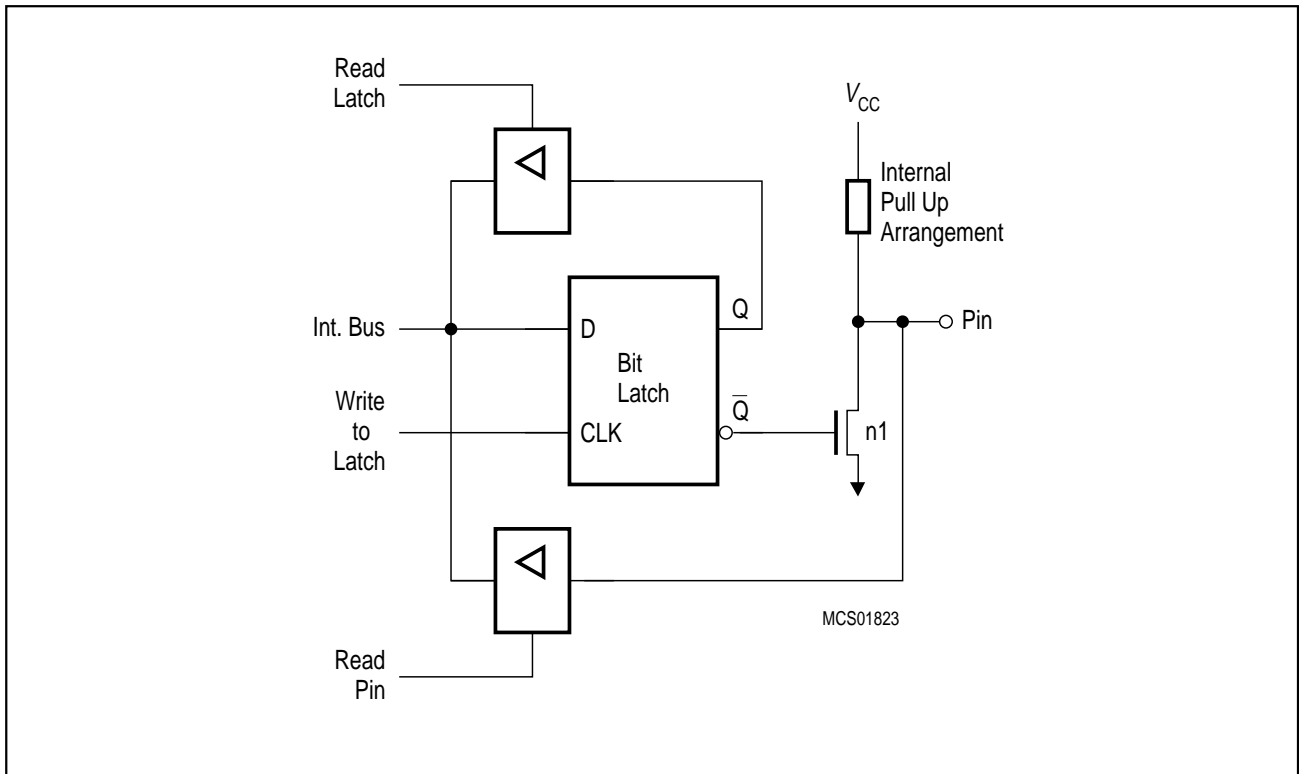 Read
Latch
V_CC
Internal
Pull Up
Arrangement
Int. Bus
D
Q
Pin
Bit
Latch
Write
to
Latch
CLK
Q̅
n1
MCS01823
Read
Pin